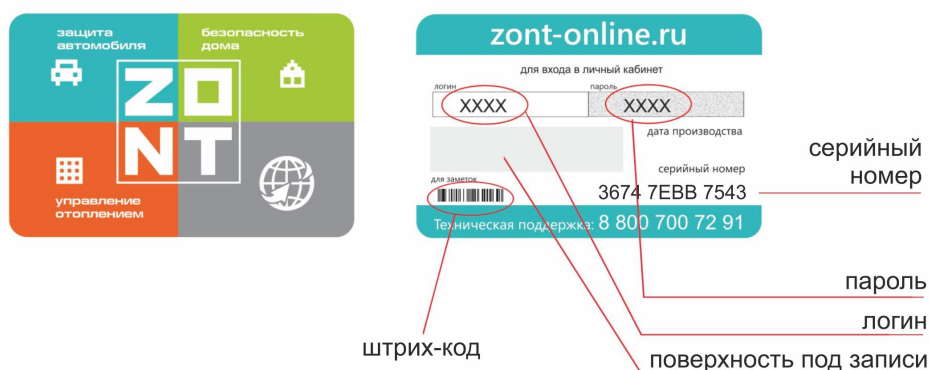 защита
автомобиля
безопасность
дома
ZO
NT
управление
отоплением
zont-online.ru
для входа в личный кабинет
логин
пароль
XXXX
XXXX
дата производства
серийный номер
для заметок
3674 7EBB 7543
Техническая поддержка: 8 800 700 72 91
серийный
номер
пароль
логин
штрих-код
поверхность под записи